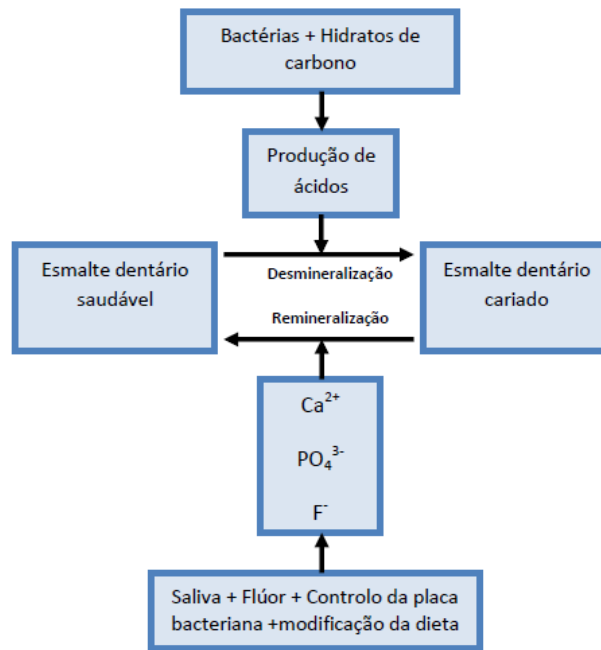 Bactérias + Hidratos de
carbono
Produção de
ácidos
Esmalte dentário
saudável
Desmineralização
Remineralização
Esmalte dentário
cariado
Ca²⁺
PO₄³⁻
F⁻
Saliva + Flúor + Controlo da placa
bacteriana +modificação da dieta